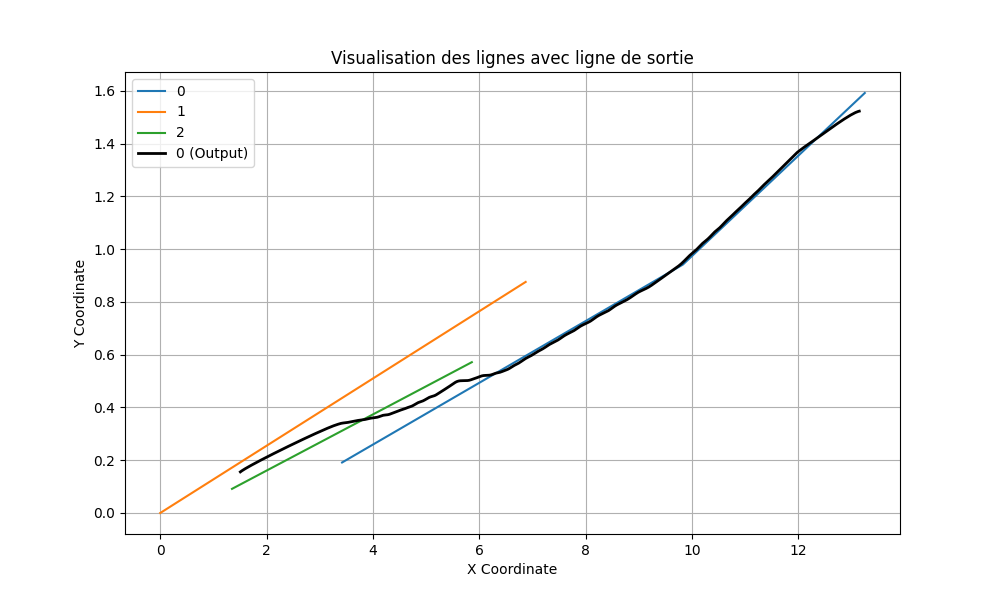 Visualisation des lignes avec ligne de sortie
0
1
2
0 (Output)
Y Coordinate
1.6
1.4
1.2
1.0
0.8
0.6
0.4
0.2
0.0
0 2 4 6 8 10 12
X Coordinate